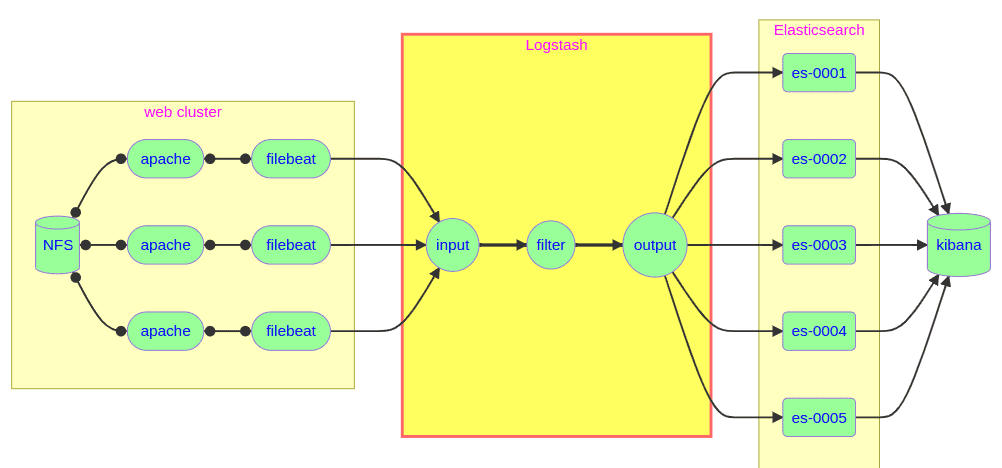 web cluster
NFS
apache
filebeat
apache
filebeat
apache
filebeat
Logstash
input
filter
output
Elasticsearch
es-0001
es-0002
es-0003
es-0004
es-0005
kibana